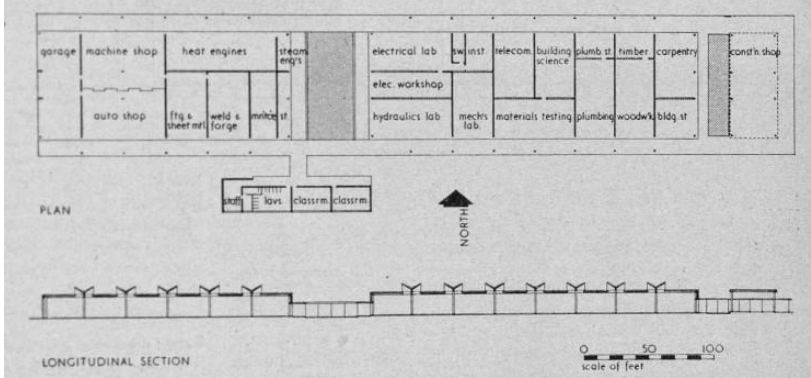 garage machine shop heat engines steam eng's electrical lab sw. inst. telecom. building science plumb. st. timber carpentry const'n. shop
elec. workshop
auto shop ftg. & sheet mtl. weld & forge mntce st. hydraulics lab mech's lab. materials testing plumbing woodw'k bldg. st
staff lavs. classrm. classrm.
PLAN
NORTH
LONGITUDINAL SECTION
0 50 100
scale of feet